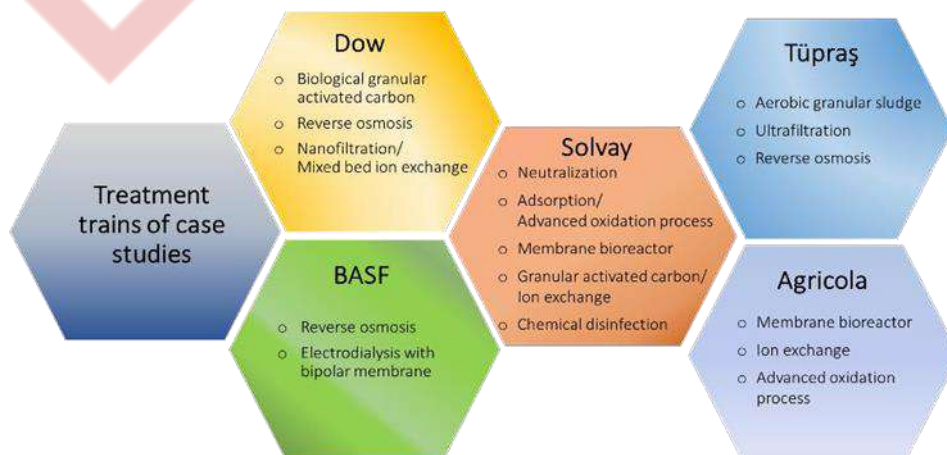 Treatment
trains of case
studies
Dow
o Biological granular
activated carbon
o Reverse osmosis
o Nanofiltration/
Mixed bed ion exchange
BASF
o Reverse osmosis
o Electrodialysis with
bipolar membrane
Solvay
o Neutralization
o Adsorption/
Advanced oxidation process
o Membrane bioreactor
o Granular activated carbon/
Ion exchange
o Chemical disinfection
Tüpraş
o Aerobic granular sludge
o Ultrafiltration
o Reverse osmosis
Agricola
o Membrane bioreactor
o Ion exchange
o Advanced oxidation
process